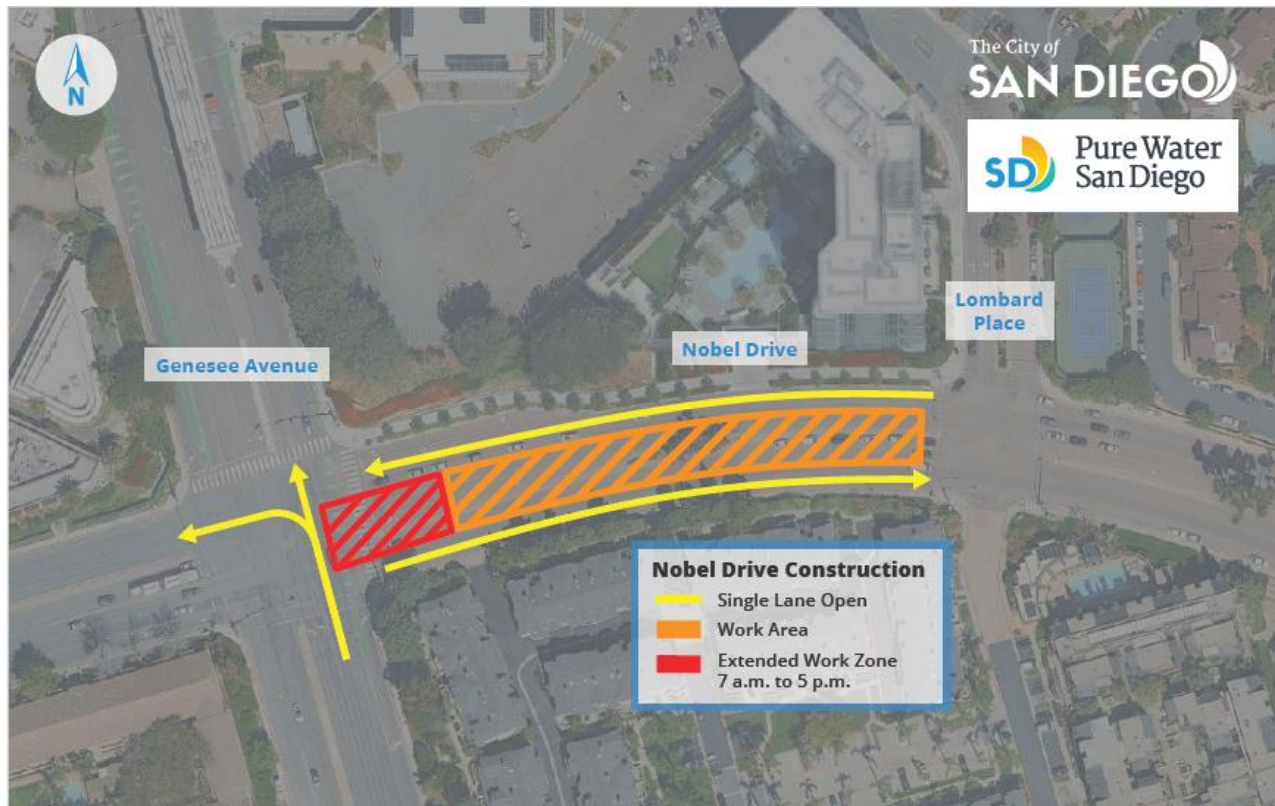 N
The City of
SAN DIEGO
SD
Pure Water
San Diego
Lombard
Place
Nobel Drive
Genesee Avenue
Nobel Drive Construction
Single Lane Open
Work Area
Extended Work Zone
7 a.m. to 5 p.m.